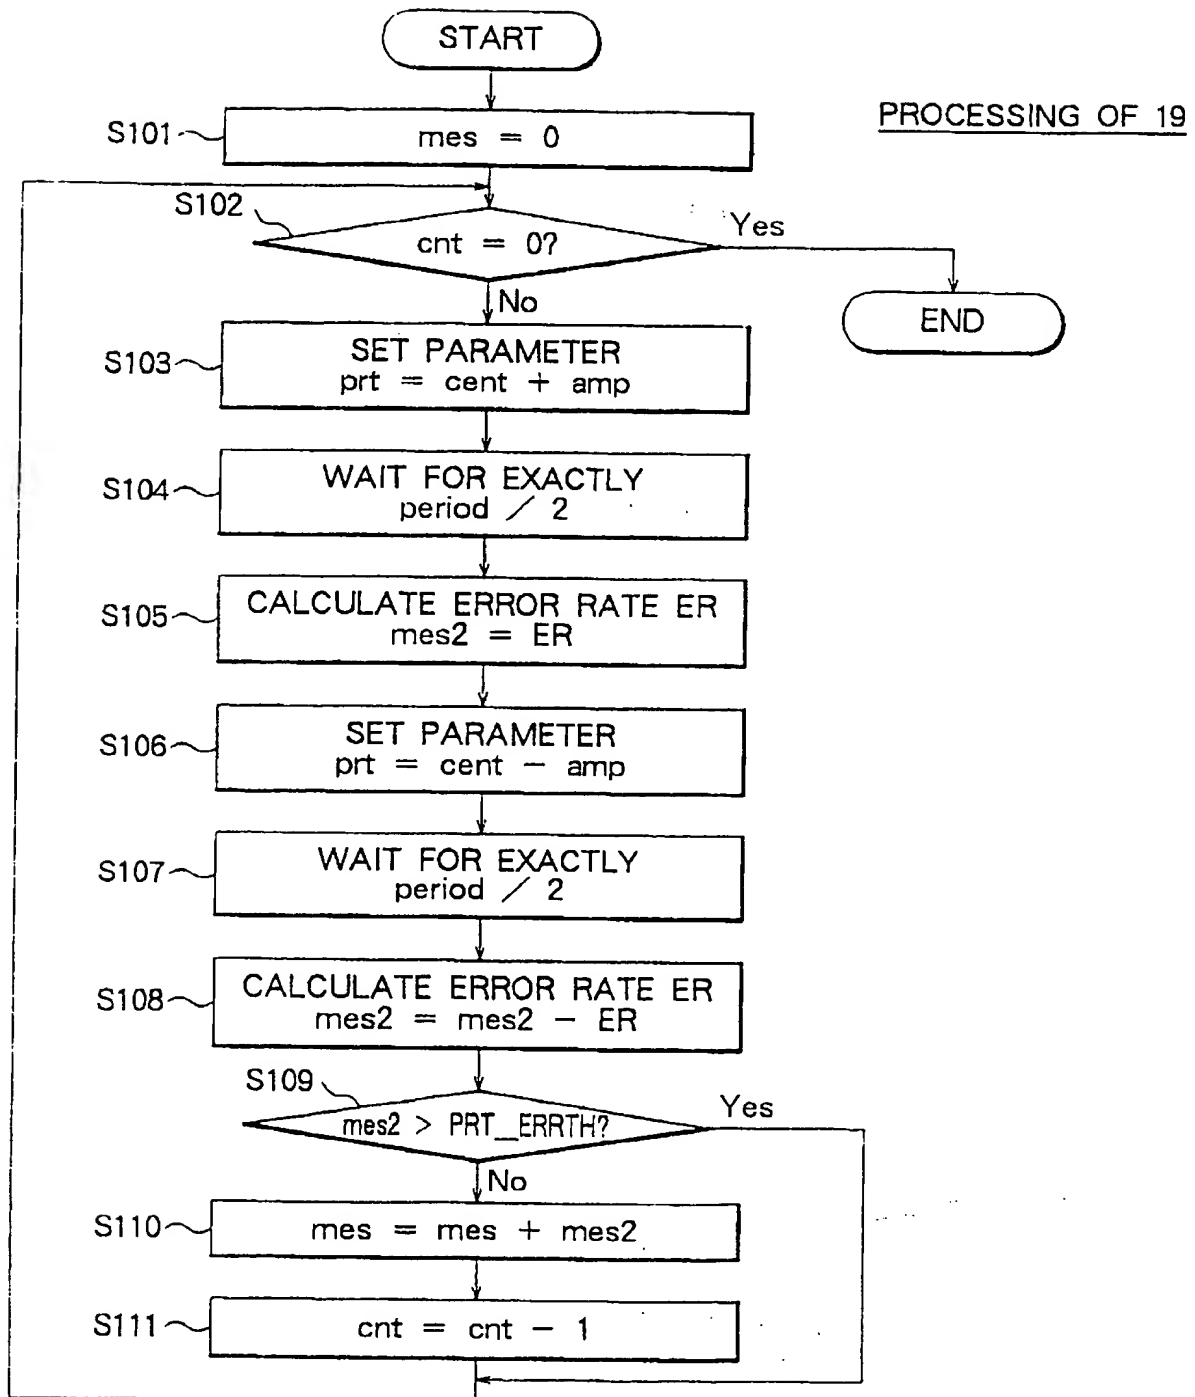 START
PROCESSING OF 19
S101
mes = 0
S102
cnt = 0?
Yes
No
END
S103
SET PARAMETER
prt = cent + amp
S104
WAIT FOR EXACTLY
period / 2
S105
CALCULATE ERROR RATE ER
mes2 = ER
S106
SET PARAMETER
prt = cent - amp
S107
WAIT FOR EXACTLY
period / 2
S108
CALCULATE ERROR RATE ER
mes2 = mes2 - ER
S109
mes2 > PRT_ERRTH?
Yes
No
S110
mes = mes + mes2
S111
cnt = cnt - 1